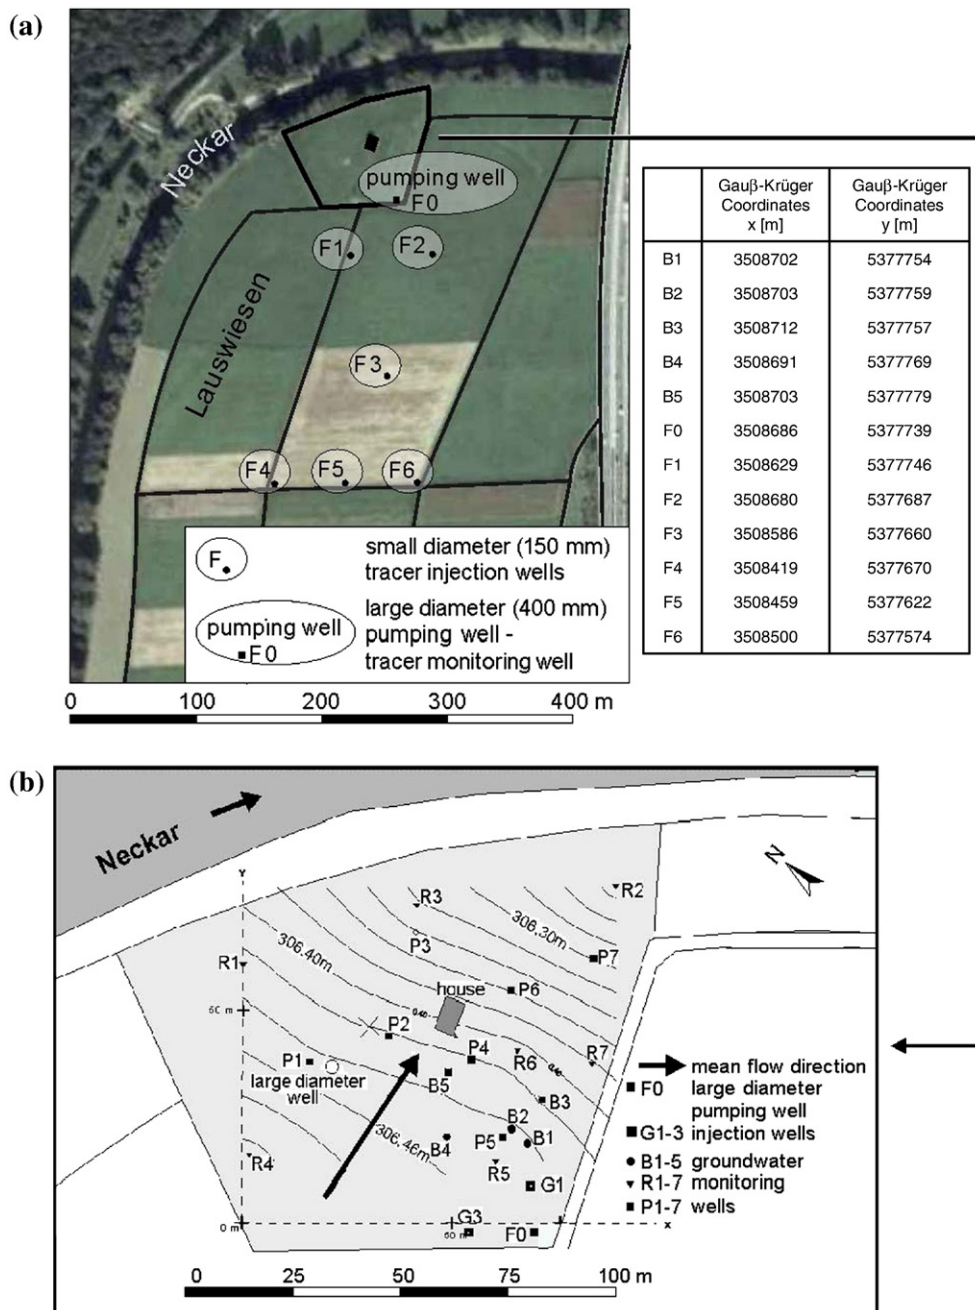 (a)
Neckar
pumping well
F0
F1
F2
Lauswiesen
F3
F4
F5
F6
F
small diameter (150 mm)
tracer injection wells
pumping well
F0
large diameter (400 mm)
pumping well -
tracer monitoring well
0 100 200 300 400 m
Gauβ-Krüger Gauβ-Krüger
Coordinates Coordinates
x [m] y [m]
B1 3508702 5377754
B2 3508703 5377759
B3 3508712 5377757
B4 3508691 5377769
B5 3508703 5377779
F0 3508686 5377739
F1 3508629 5377746
F2 3508680 5377687
F3 3508586 5377660
F4 3508419 5377670
F5 3508459 5377622
F6 3508500 5377574
(b)
Neckar
N
Y
R2
R3
306,30m
P3
306,40m
P7
R1
P6
house
50 m
P2
P4
R6
R7
P1
large diameter
well
B5
B3
B2
P5
B1
306,46m
B4
R4
R5
G1
G3
F0
0 m
x
mean flow direction
F0 large diameter
pumping well
G1-3 injection wells
B1-5 groundwater
R1-7 monitoring
P1-7 wells
0 25 50 75 100 m